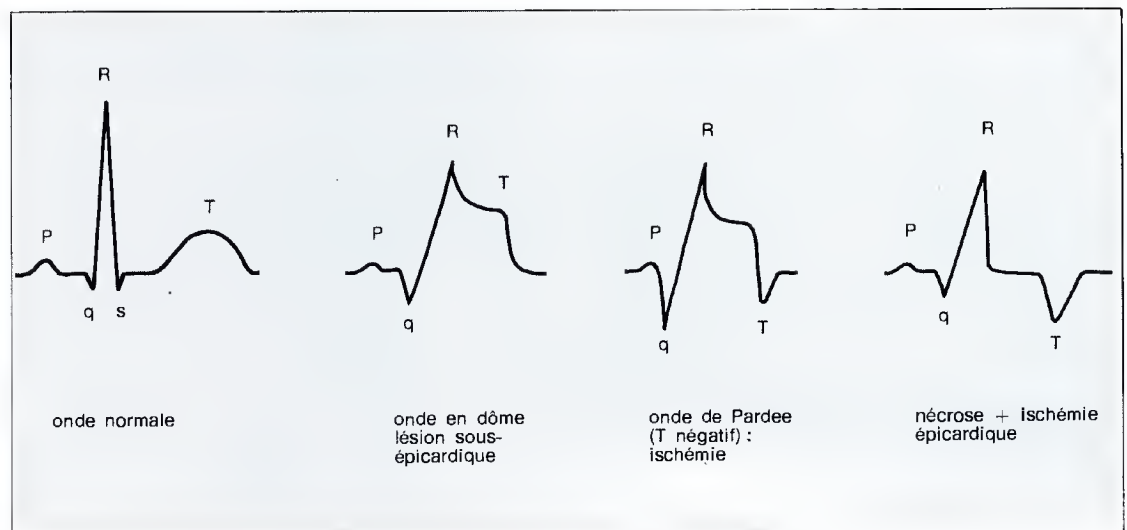 R
P
T
q s
onde normale
R
T
P
q
onde en dôme
lésion sous-
épicardique
R
P
q
T
onde de Pardee
(T négatif) :
ischémie
R
P
q
T
nécrose + ischémie
épicardique